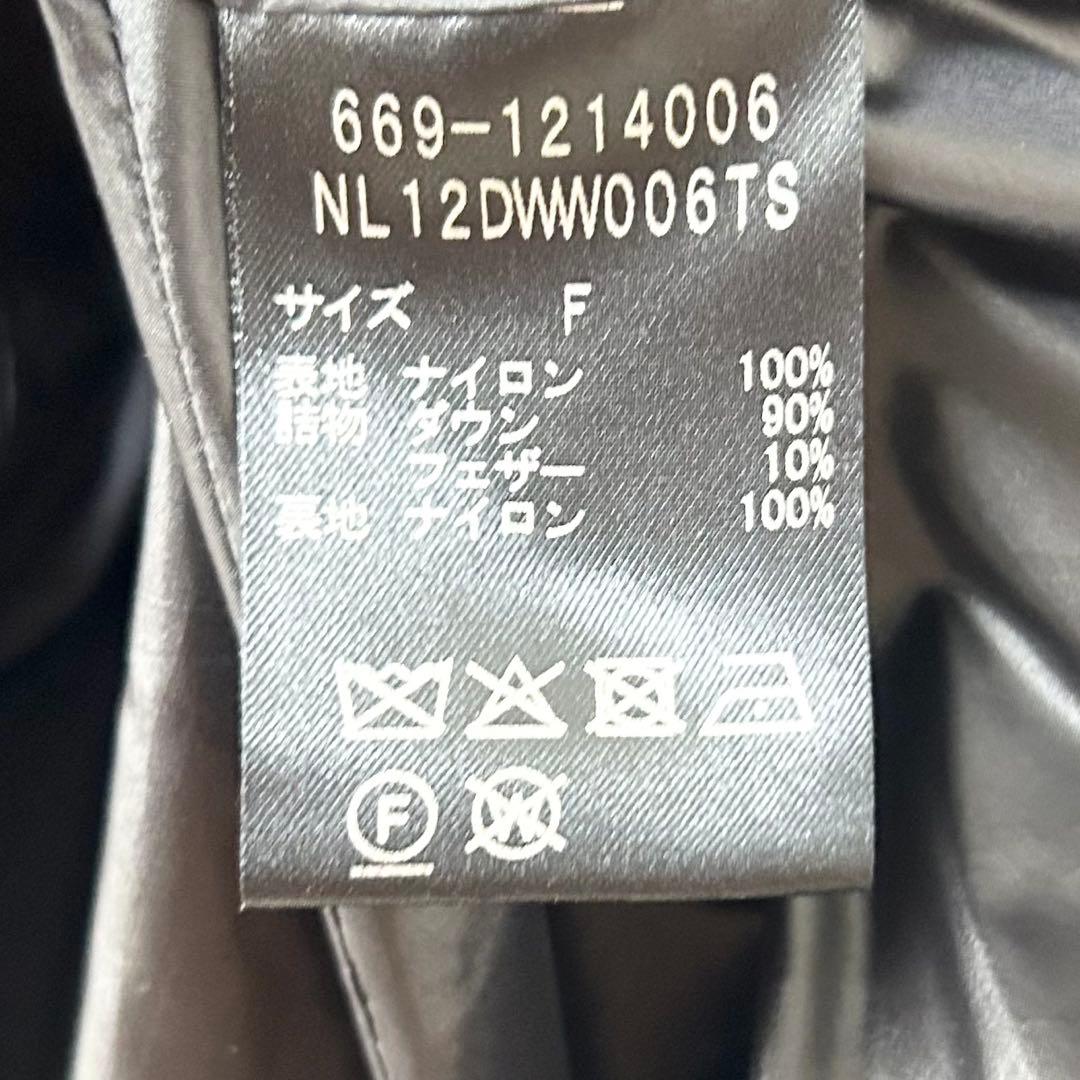 669-1214006
NL12DWW006TS
サイズ F
表地 ナイロン 100%
詰物 ダウン 90%
フェザー 10%
表地 ナイロン 100%
F
W